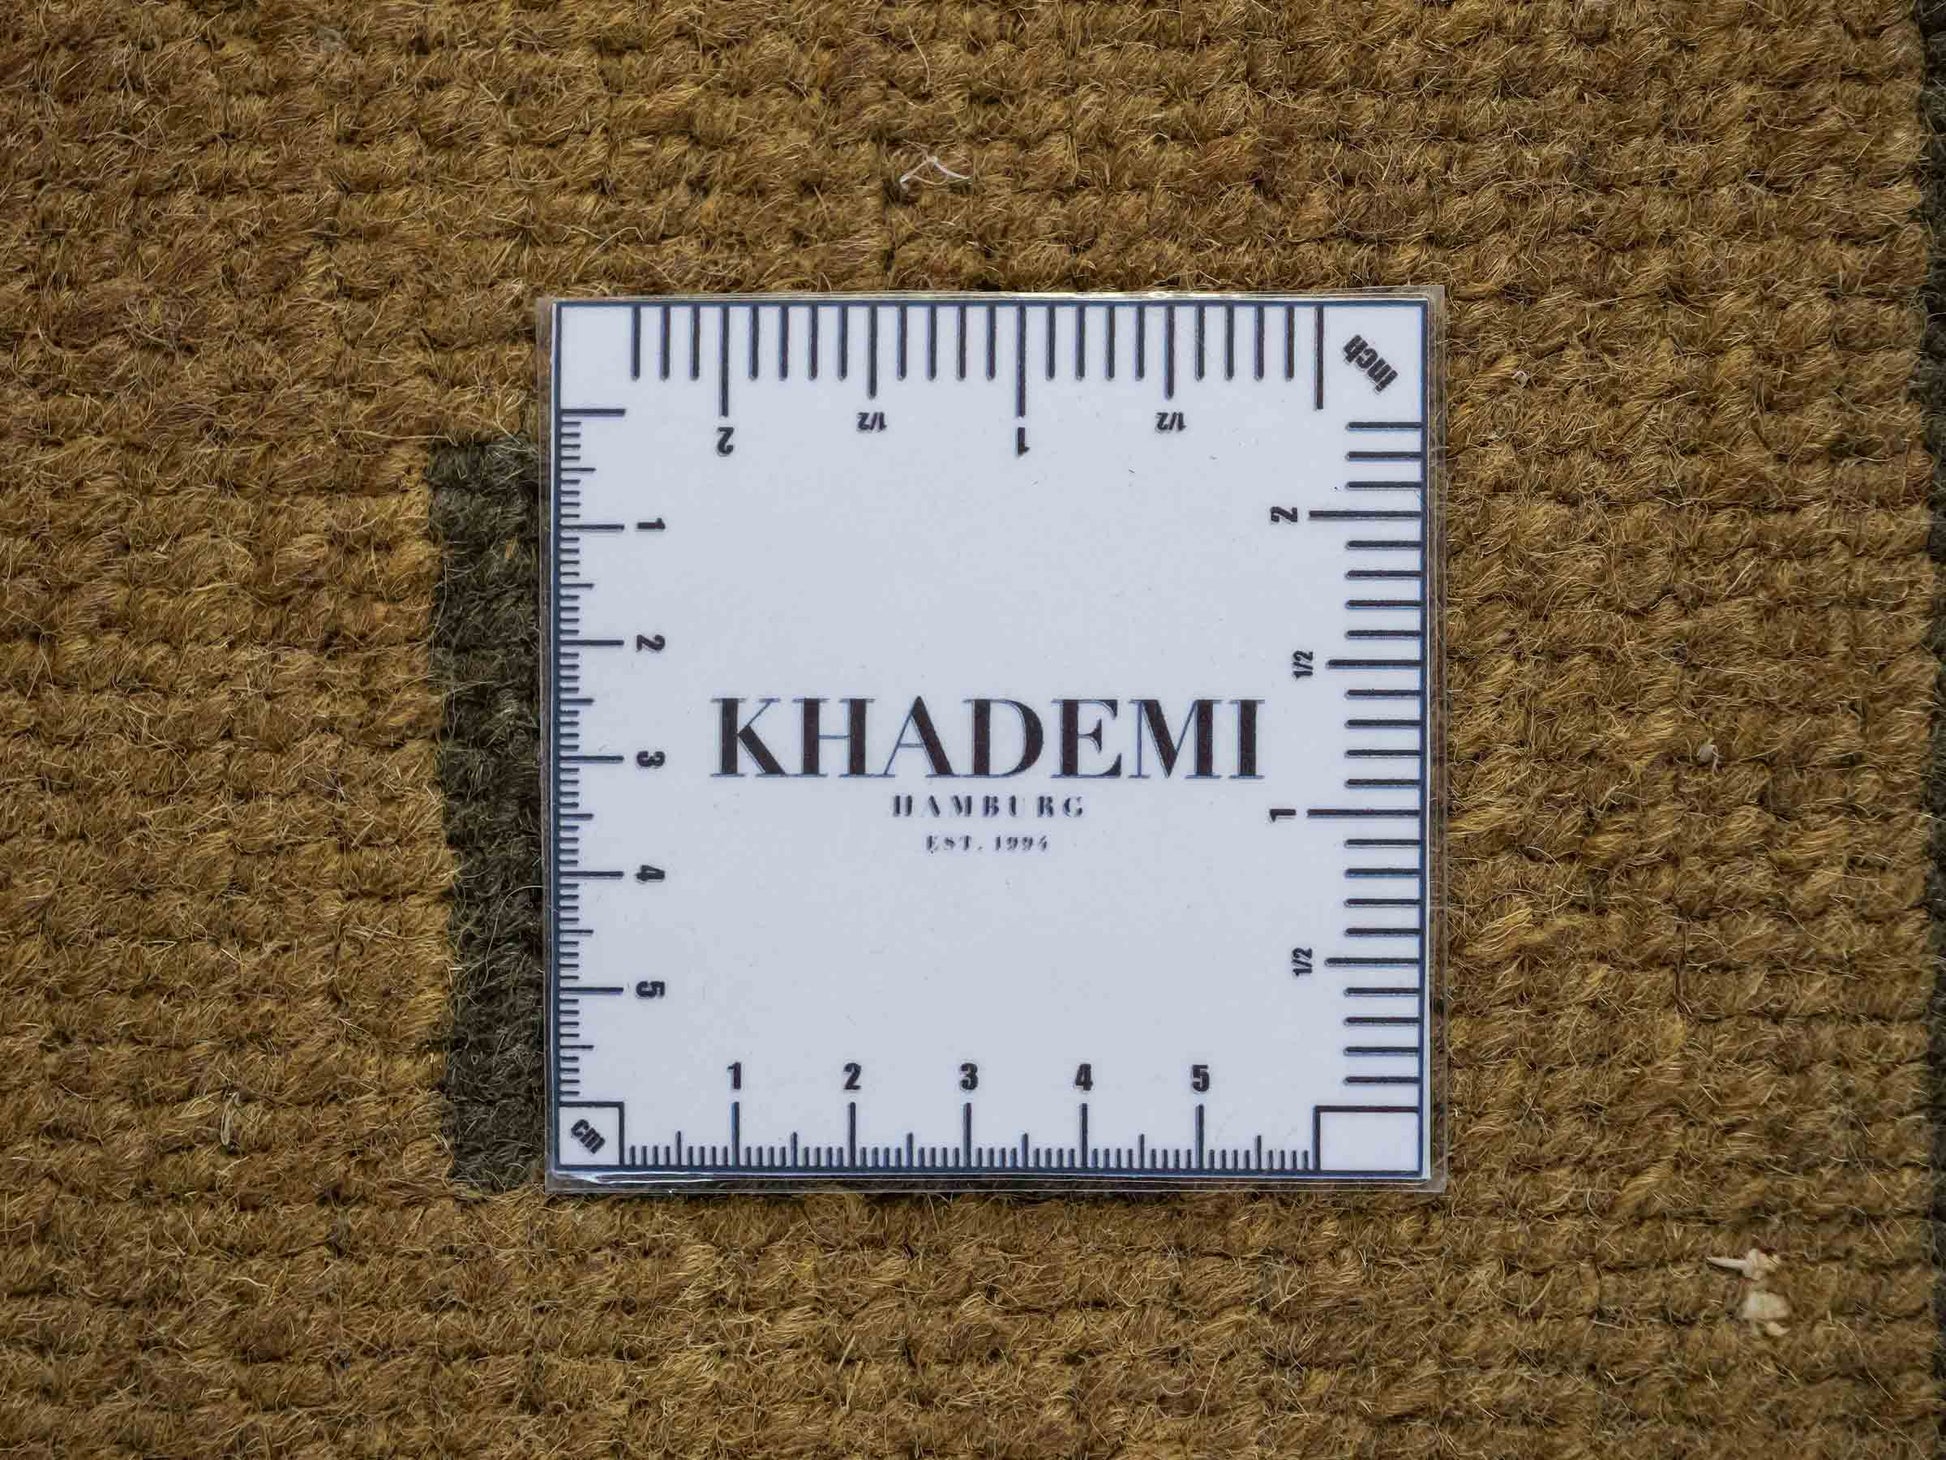 inch
2 1/2 1 1/2
1
2
3
4
5
KHADEMI
HAMBURG
EST. 1994
2
1/2
1
1/2
1 2 3 4 5
cm